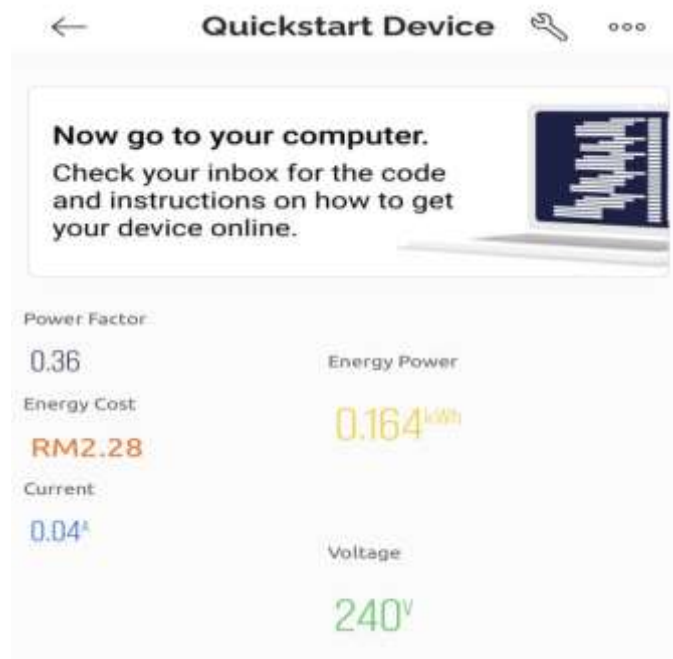 Quickstart Device
Now go to your computer.
Check your inbox for the code
and instructions on how to get
your device online.
Power Factor
0.36
Energy Power
Energy Cost
0.164kWh
RM2.28
Current
0.04A
Voltage
240V